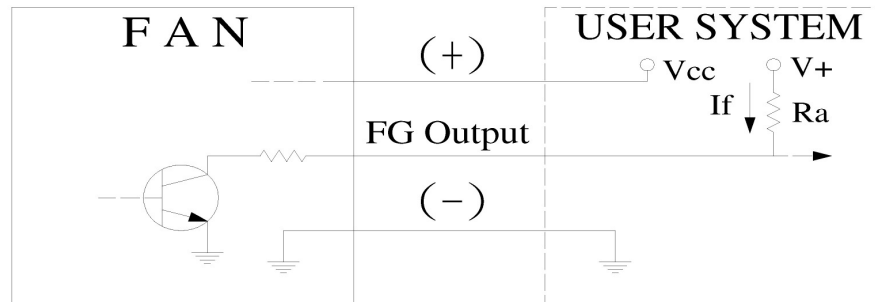 F A N
USER SYSTEM
(+)
Vcc
V+
If
Ra
FG Output
(-)